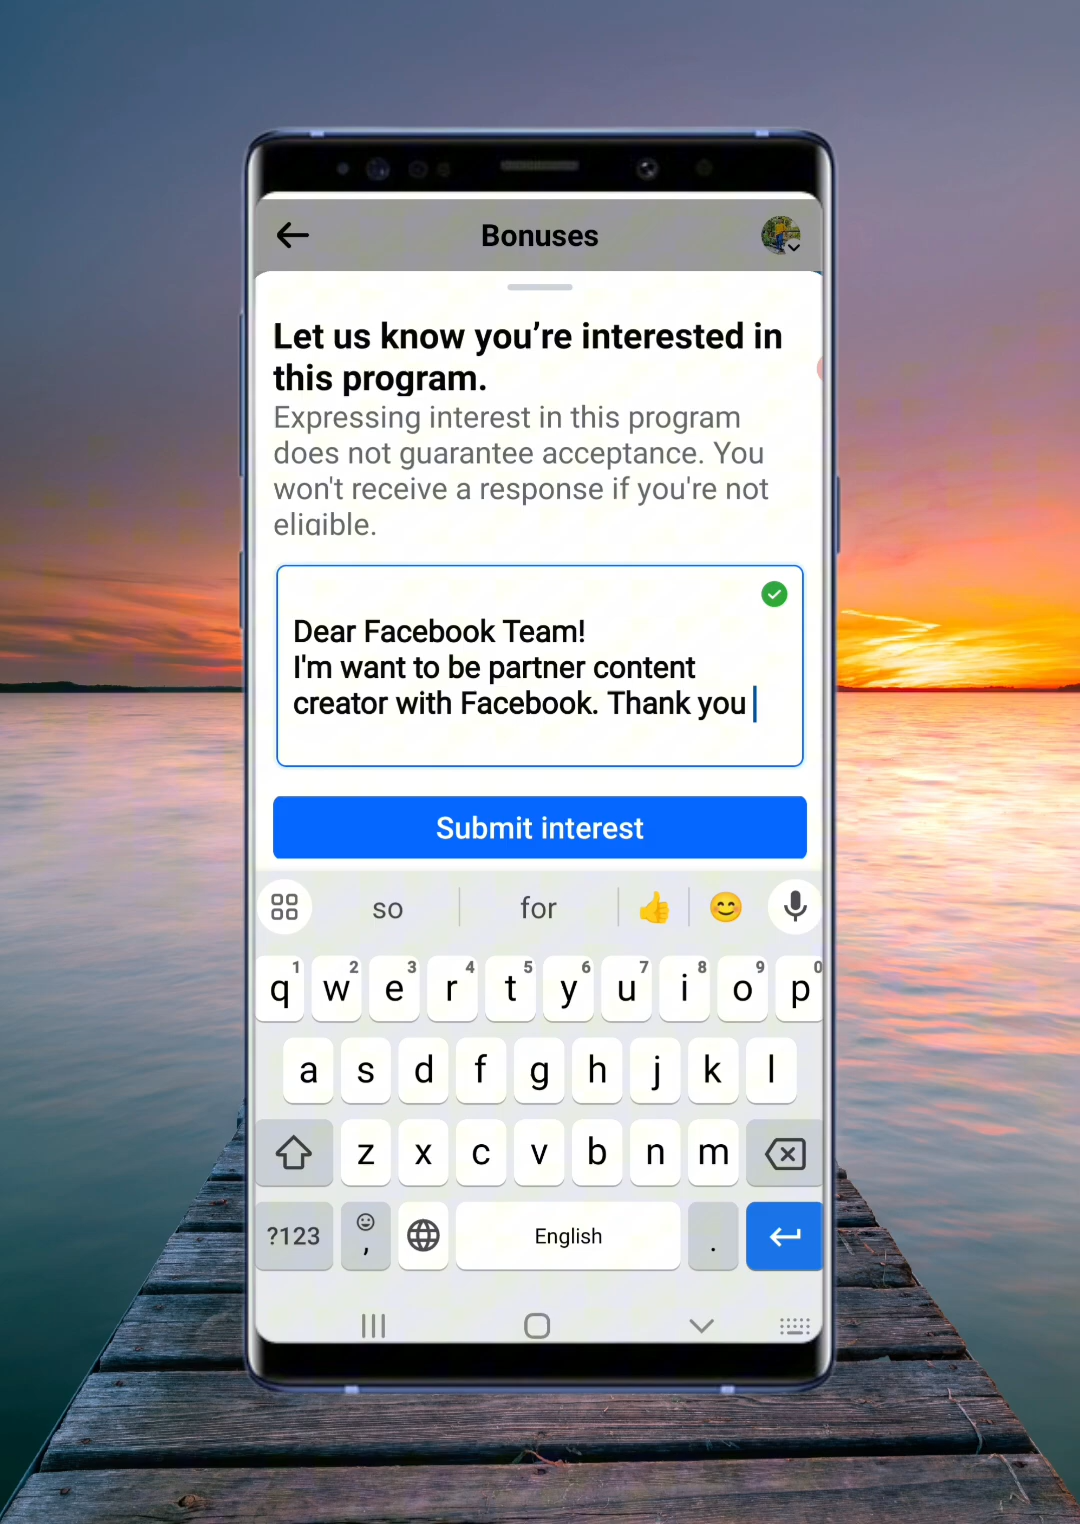 Bonuses
Let us know you’re interested in
this program.
Expressing interest in this program
does not guarantee acceptance. You
won't receive a response if you're not
eligible.
Dear Facebook Team!
I'm want to be partner content
creator with Facebook. Thank you
Submit interest
so for
1 2 3 4 5 6 7 8 9 0
q w e r t y u i o p
a s d f g h j k l
z x c v b n m
?123 , English .